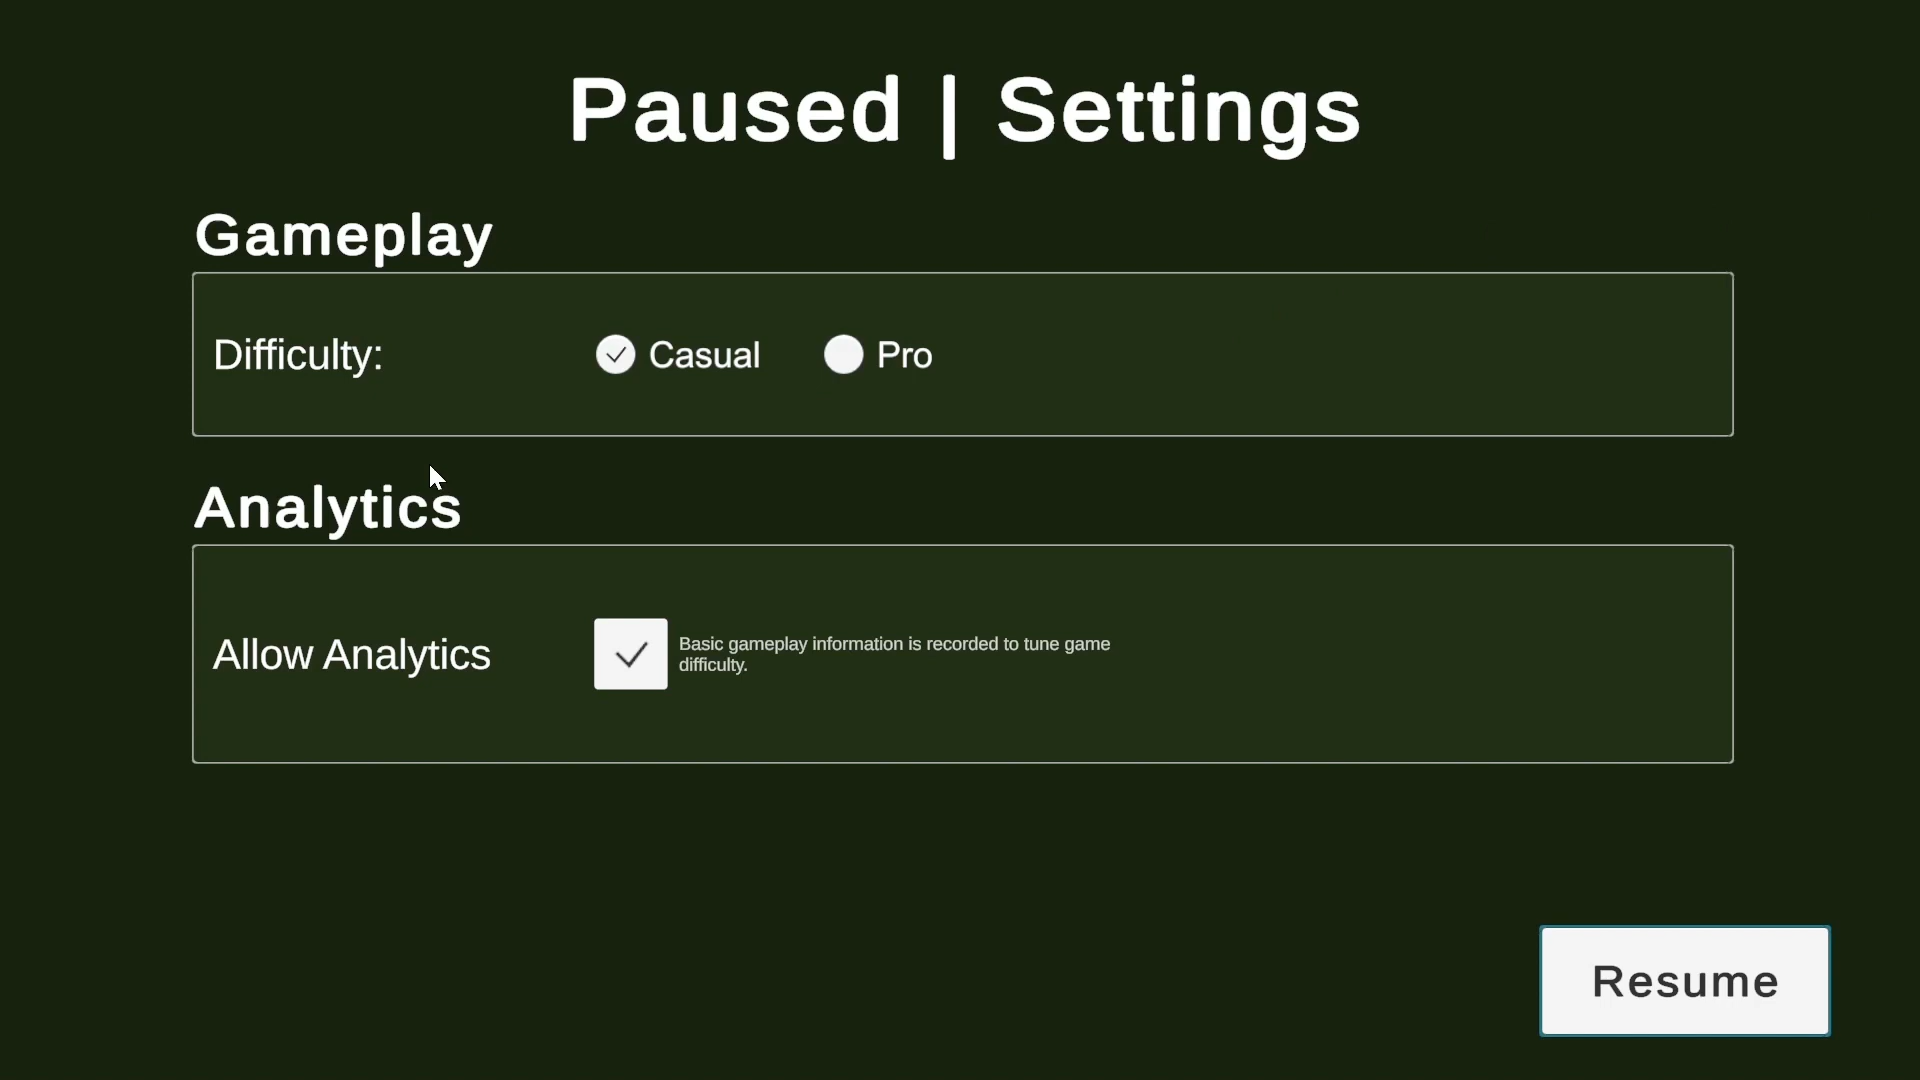 Paused | Settings
Gameplay
Difficulty: Casual Pro
Analytics
Allow Analytics
Basic gameplay information is recorded to tune game
difficulty.
Resume